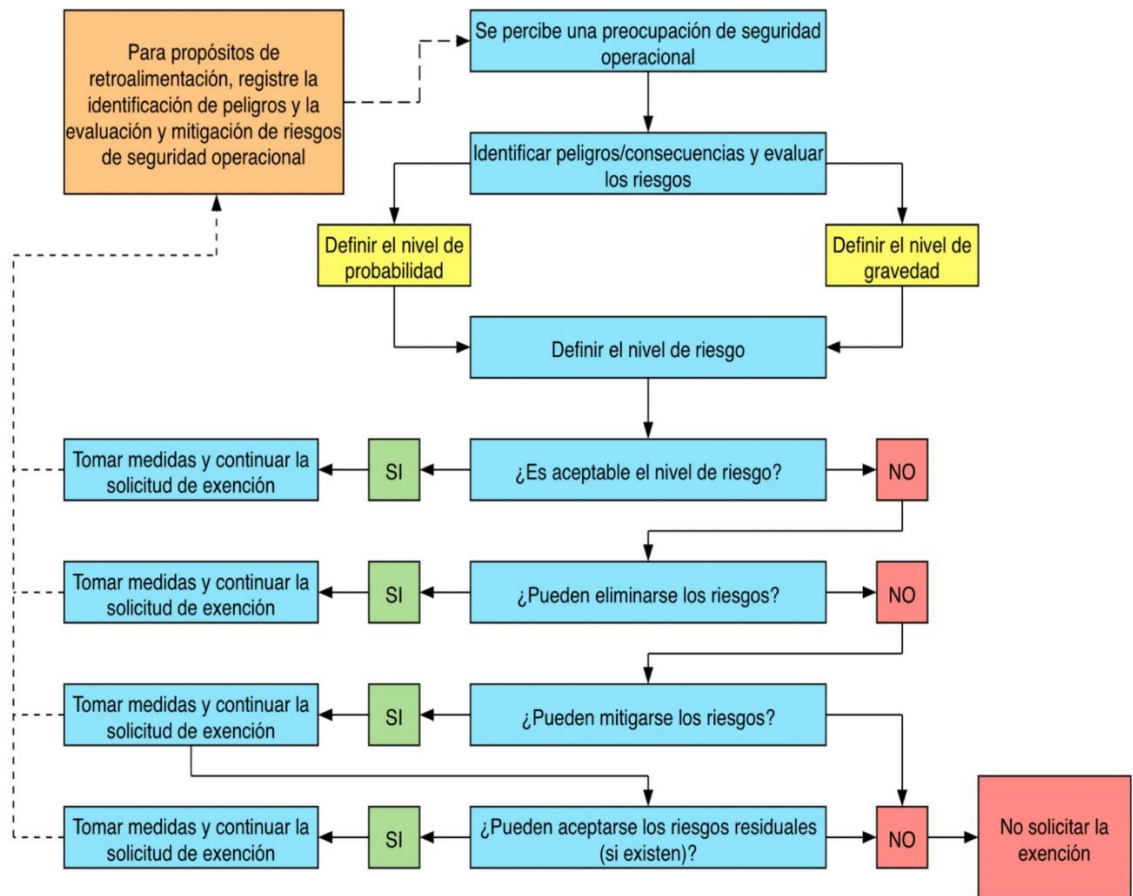 Para propósitos de
retroalimentación, registre la
identificación de peligros y la
evaluación y mitigación de riesgos
de seguridad operacional
Se percibe una preocupación de seguridad
operacional
Identificar peligros/consecuencias y evaluar
los riesgos
Definir el nivel de
probabilidad
Definir el nivel de
gravedad
Definir el nivel de riesgo
Tomar medidas y continuar la
solicitud de exención
SI
¿Es aceptable el nivel de riesgo?
NO
Tomar medidas y continuar la
solicitud de exención
SI
¿Pueden eliminarse los riesgos?
NO
Tomar medidas y continuar la
solicitud de exención
SI
¿Pueden mitigarse los riesgos?
Tomar medidas y continuar la
solicitud de exención
SI
¿Pueden aceptarse los riesgos residuales
(si existen)?
NO
No solicitar la
exención